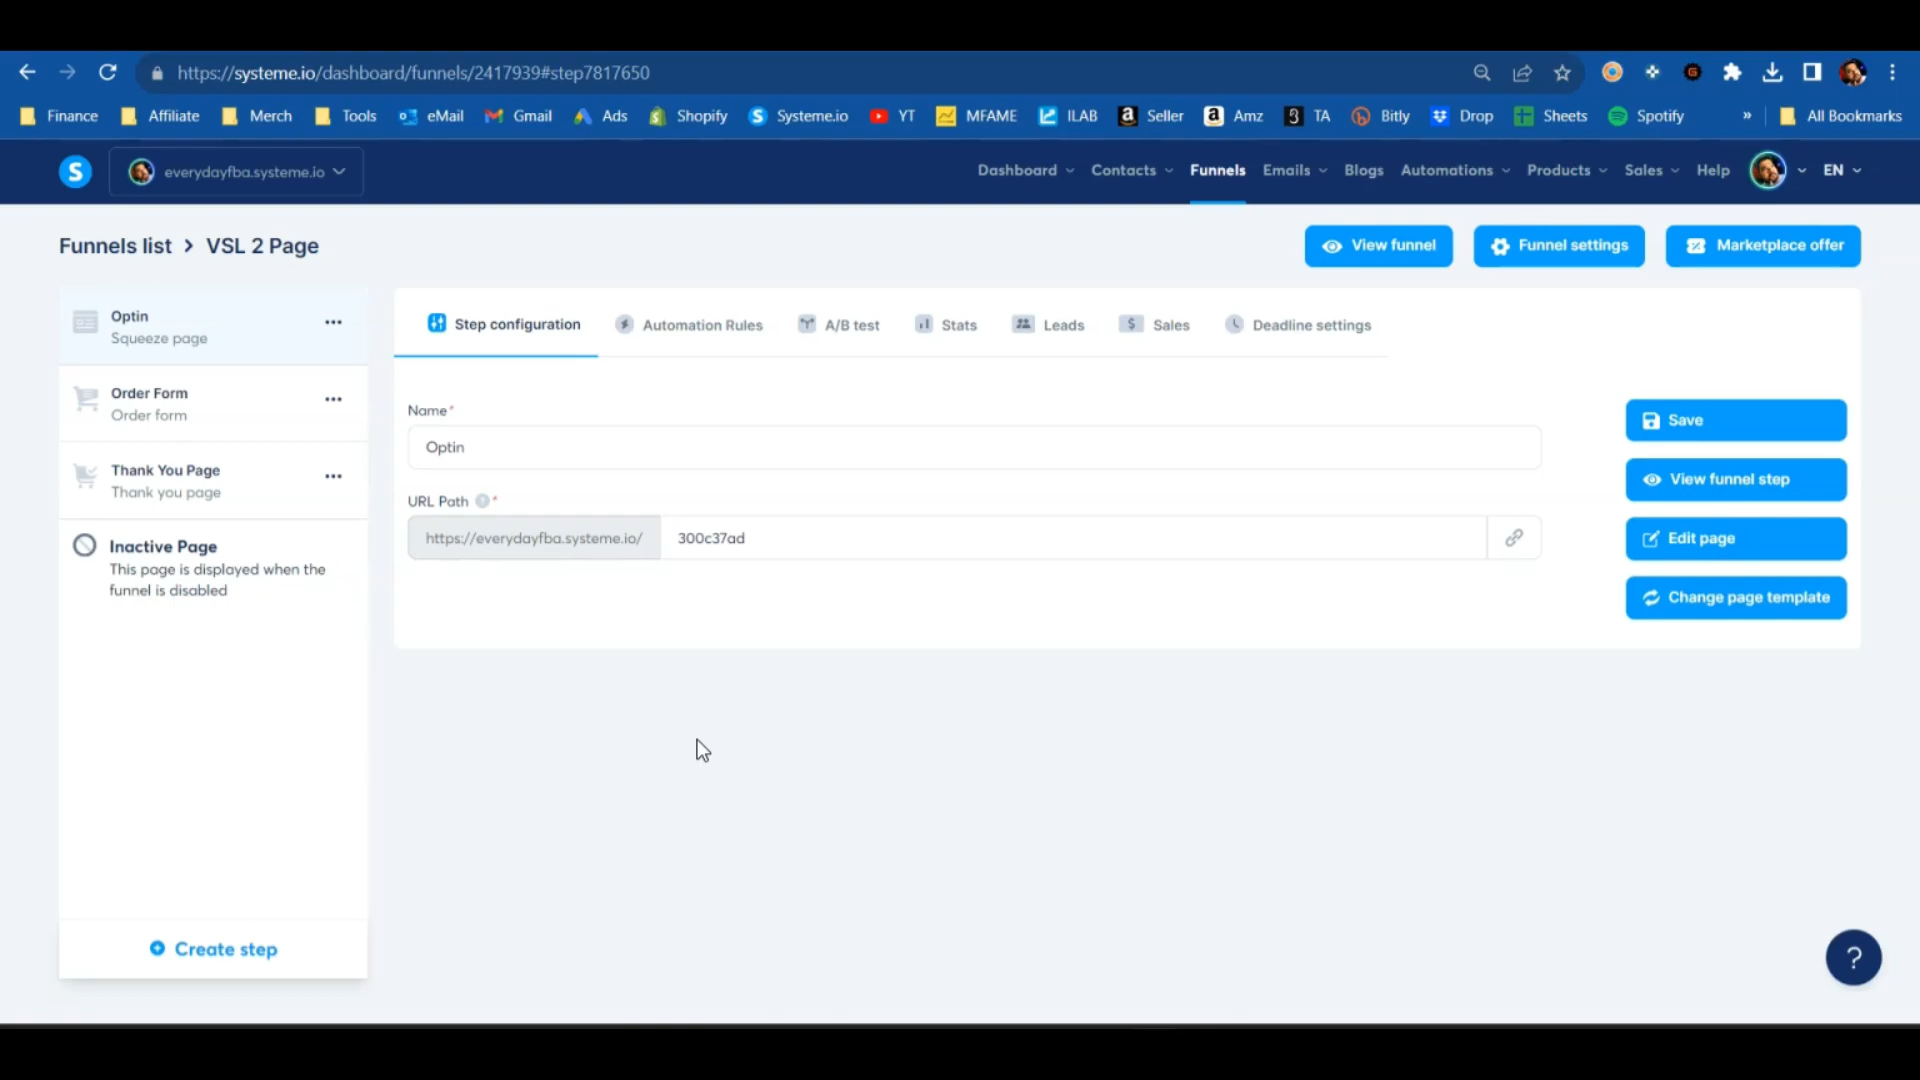 https://systeme.io/dashboard/funnels/2417939#step7817650
Finance Affiliate Merch Tools eMail Gmail Ads Shopify Systeme.io YT MFAME ILAB Seller Amz TA Bitly Drop Sheets Spotify » All Bookmarks
S everydayfba.systeme.io Dashboard Contacts Funnels Emails Blogs Automations Products Sales Help EN
Funnels list > VSL 2 Page View funnel Funnel settings Marketplace offer
Optin
Squeeze page
Order Form
Order form
Thank You Page
Thank you page
Inactive Page
This page is displayed when the
funnel is disabled
Create step
Step configuration Automation Rules A/B test Stats Leads Sales Deadline settings
Name*
Optin
URL Path ?*
https://everydayfba.systeme.io/ 300c37ad
Save
View funnel step
Edit page
Change page template
?